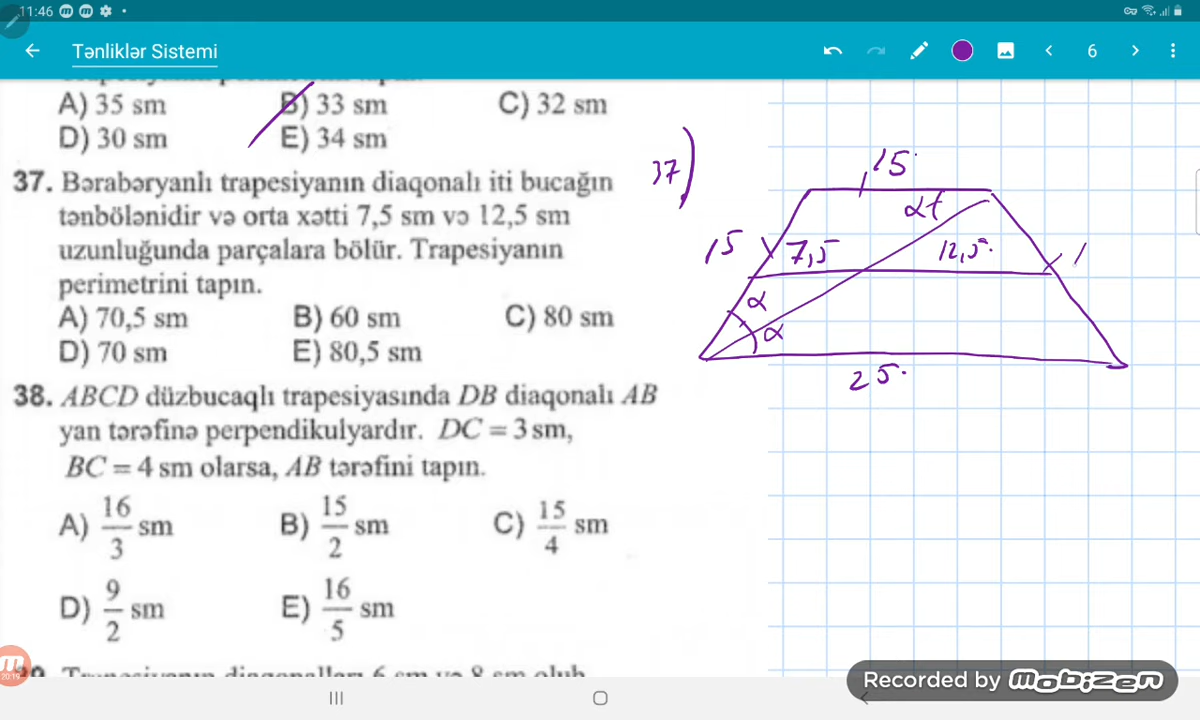 11:46
Tənliklər Sistemi
6
A) 35 sm B) 33 sm C) 32 sm
D) 30 sm E) 34 sm
37. Bərabəryanlı trapesiyanın diaqonalı iti bucağın
tənbölənidir və orta xətti 7,5 sm və 12,5 sm
uzunluğunda parçalara bölür. Trapesiyanın
perimetrini tapın.
A) 70,5 sm B) 60 sm C) 80 sm
D) 70 sm E) 80,5 sm
38. ABCD düzbucaqlı trapesiyasında DB diaqonalı AB
yan tərəfinə perpendikulyardır. DC = 3 sm,
BC = 4 sm olarsa, AB tərəfini tapın.
A) 16/3 sm B) 15/2 sm C) 15/4 sm
D) 9/2 sm E) 16/5 sm
37)
15
α
15 7,5 12,5
α
α
25
20:19
Recorded by mobizen